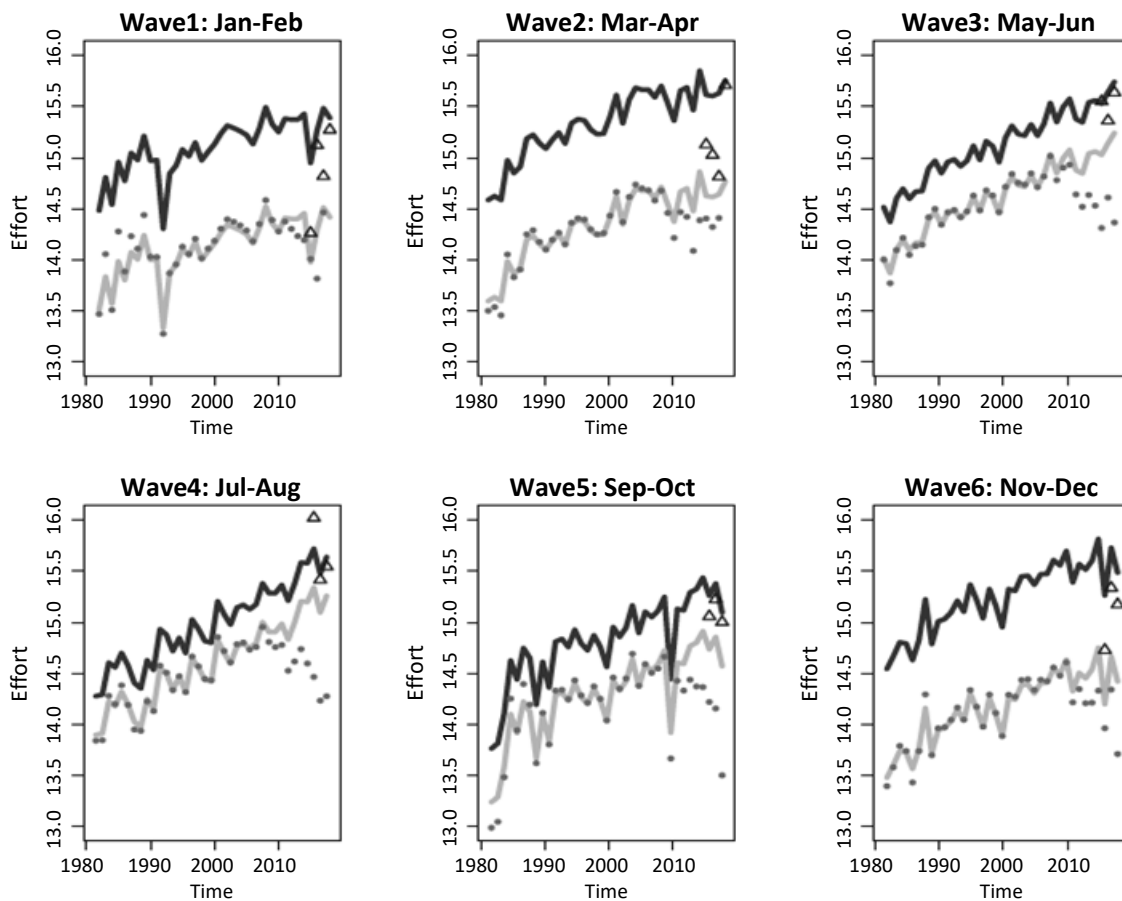 Wave1: Jan-Feb
Wave2: Mar-Apr
Wave3: May-Jun
Effort
16.0
15.5
15.0
14.5
14.0
13.5
13.0
1980 1990 2000 2010
Time
Effort
16.0
15.5
15.0
14.5
14.0
13.5
13.0
1980 1990 2000 2010
Time
Effort
16.0
15.5
15.0
14.5
14.0
13.5
13.0
1980 1990 2000 2010
Time
Wave4: Jul-Aug
Wave5: Sep-Oct
Wave6: Nov-Dec
Effort
16.0
15.5
15.0
14.5
14.0
13.5
13.0
1980 1990 2000 2010
Time
Effort
16.0
15.5
15.0
14.5
14.0
13.5
13.0
1980 1990 2000 2010
Time
Effort
16.0
15.5
15.0
14.5
14.0
13.5
13.0
1980 1990 2000 2010
Time